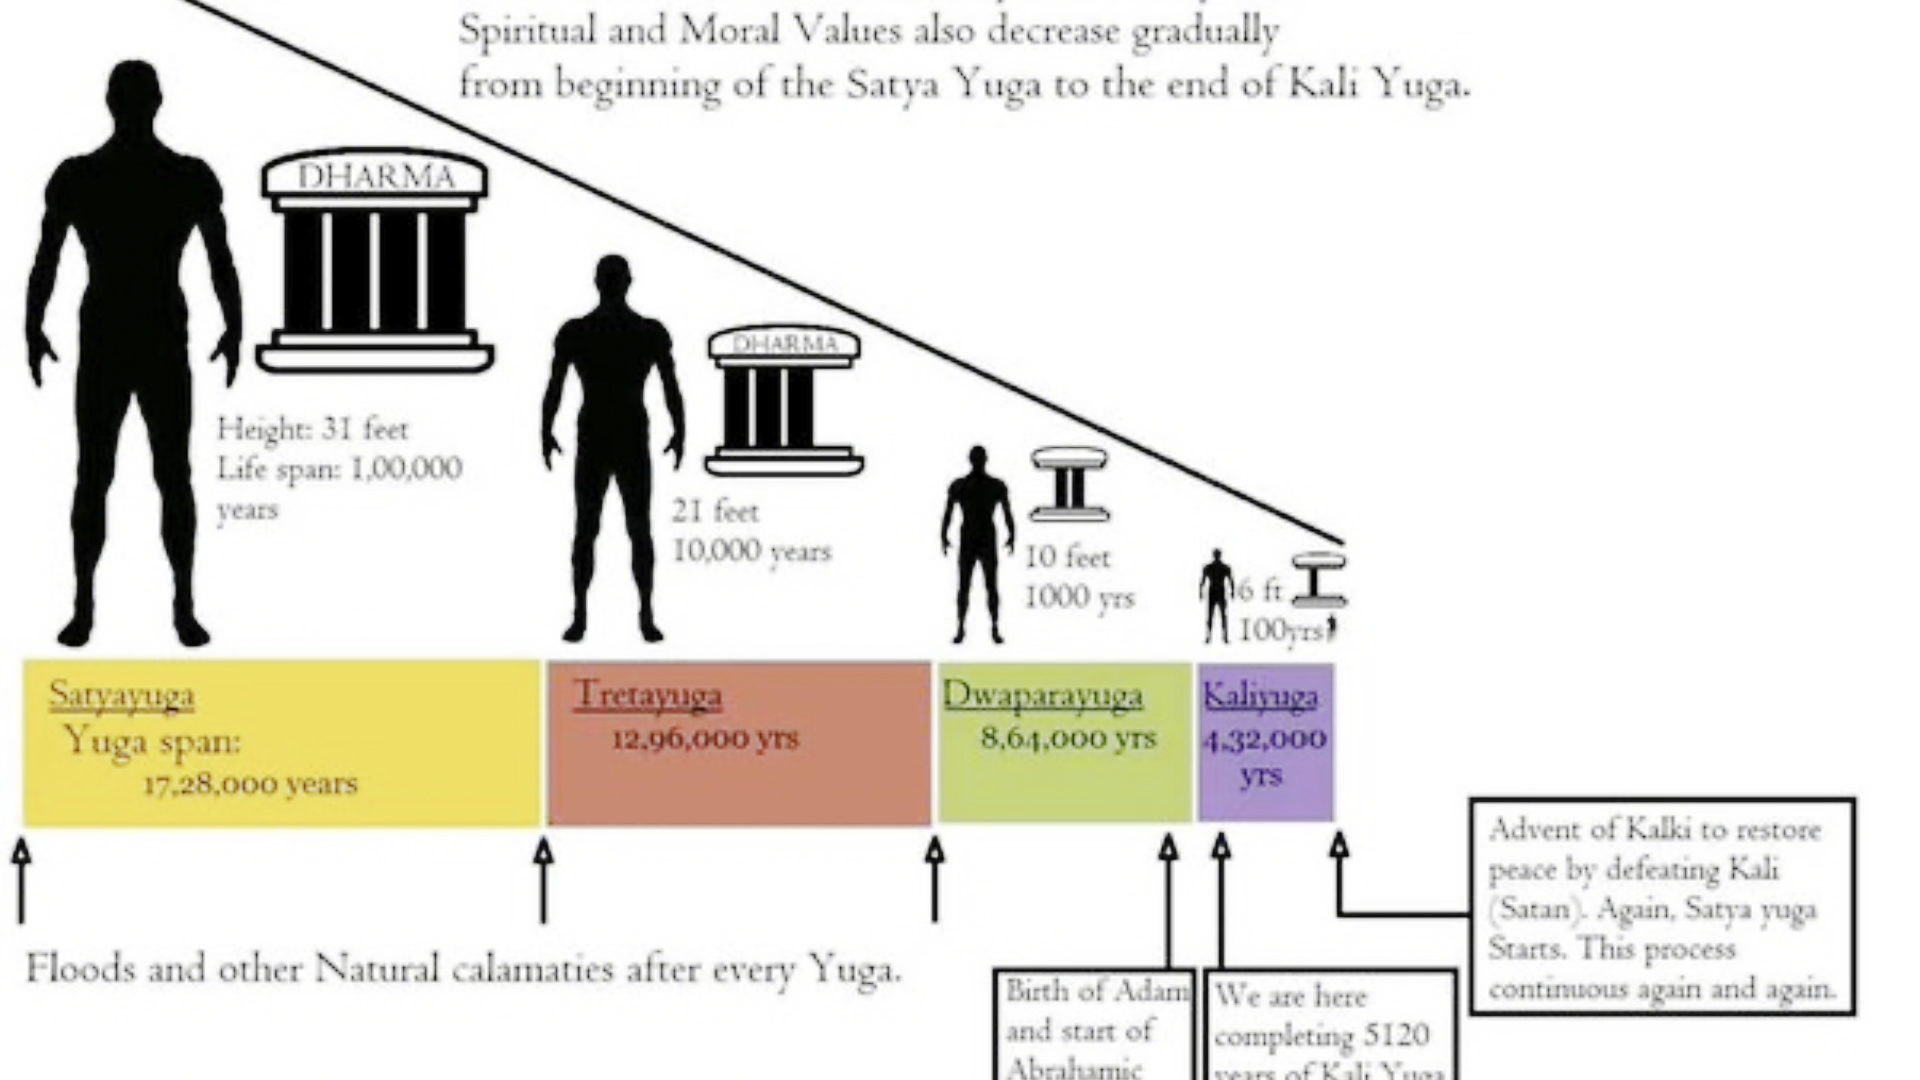 Spiritual and Moral Values also decrease gradually
from beginning of the Satya Yuga to the end of Kali Yuga.
DHARMA
Height: 31 feet
Life span: 1,00,000
years
DHARMA
21 feet
10,000 years
10 feet
1000 yrs
6 ft
100yrs
Satyayuga
Yuga span:
17,28,000 years
Tretayuga
12,96,000 yrs
Dwaparayuga
8,64,000 yrs
Kaliyuga
4,32,000
yrs
Floods and other Natural calamaties after every Yuga.
Birth of Adam
and start of
Abrahamic
We are here
completing 5120
years of Kali Yuga
Advent of Kalki to restore
peace by defeating Kali
(Satan). Again, Satya yuga
Starts. This process
continuous again and again.